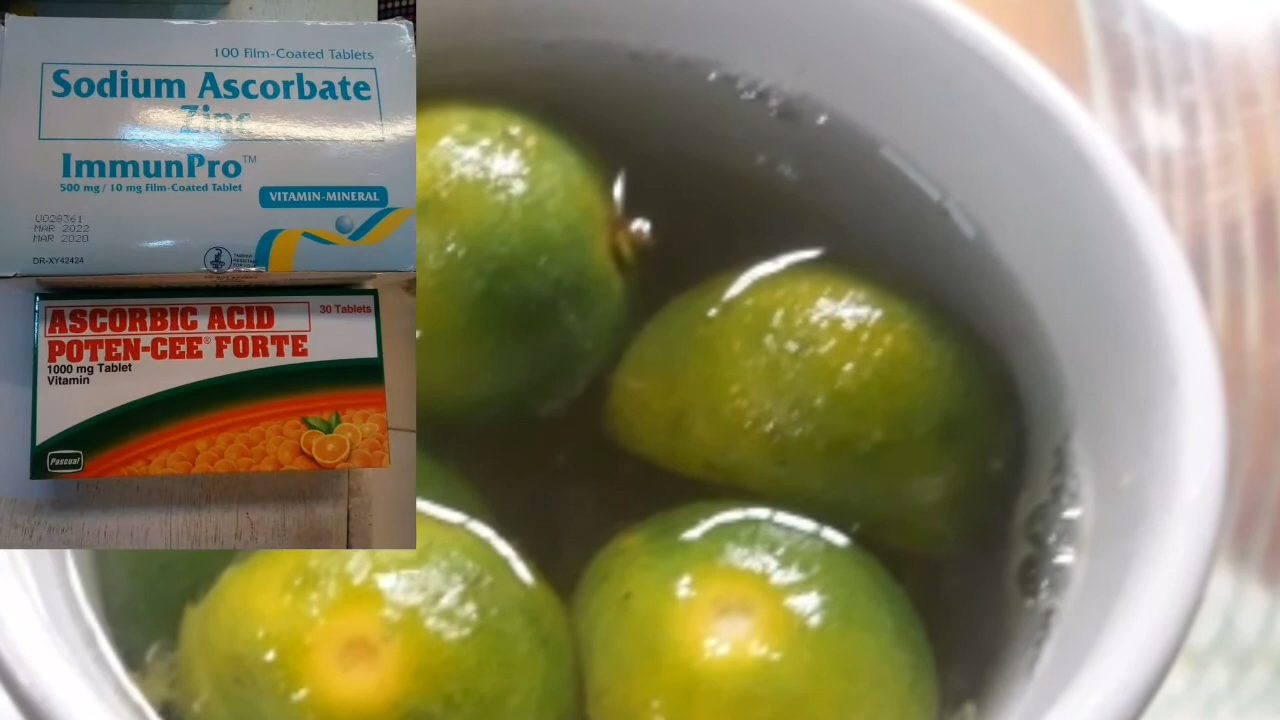 100 Film-Coated Tablets
Sodium Ascorbate
Zinc
ImmunPro™
500 mg / 10 mg Film-Coated Tablet
VITAMIN-MINERAL
U028361
MAR 2022
MAR 2020
DR-XY42424
ASCORBIC ACID
30 Tablets
POTEN-CEE® FORTE
1000 mg Tablet
Vitamin
Pascual